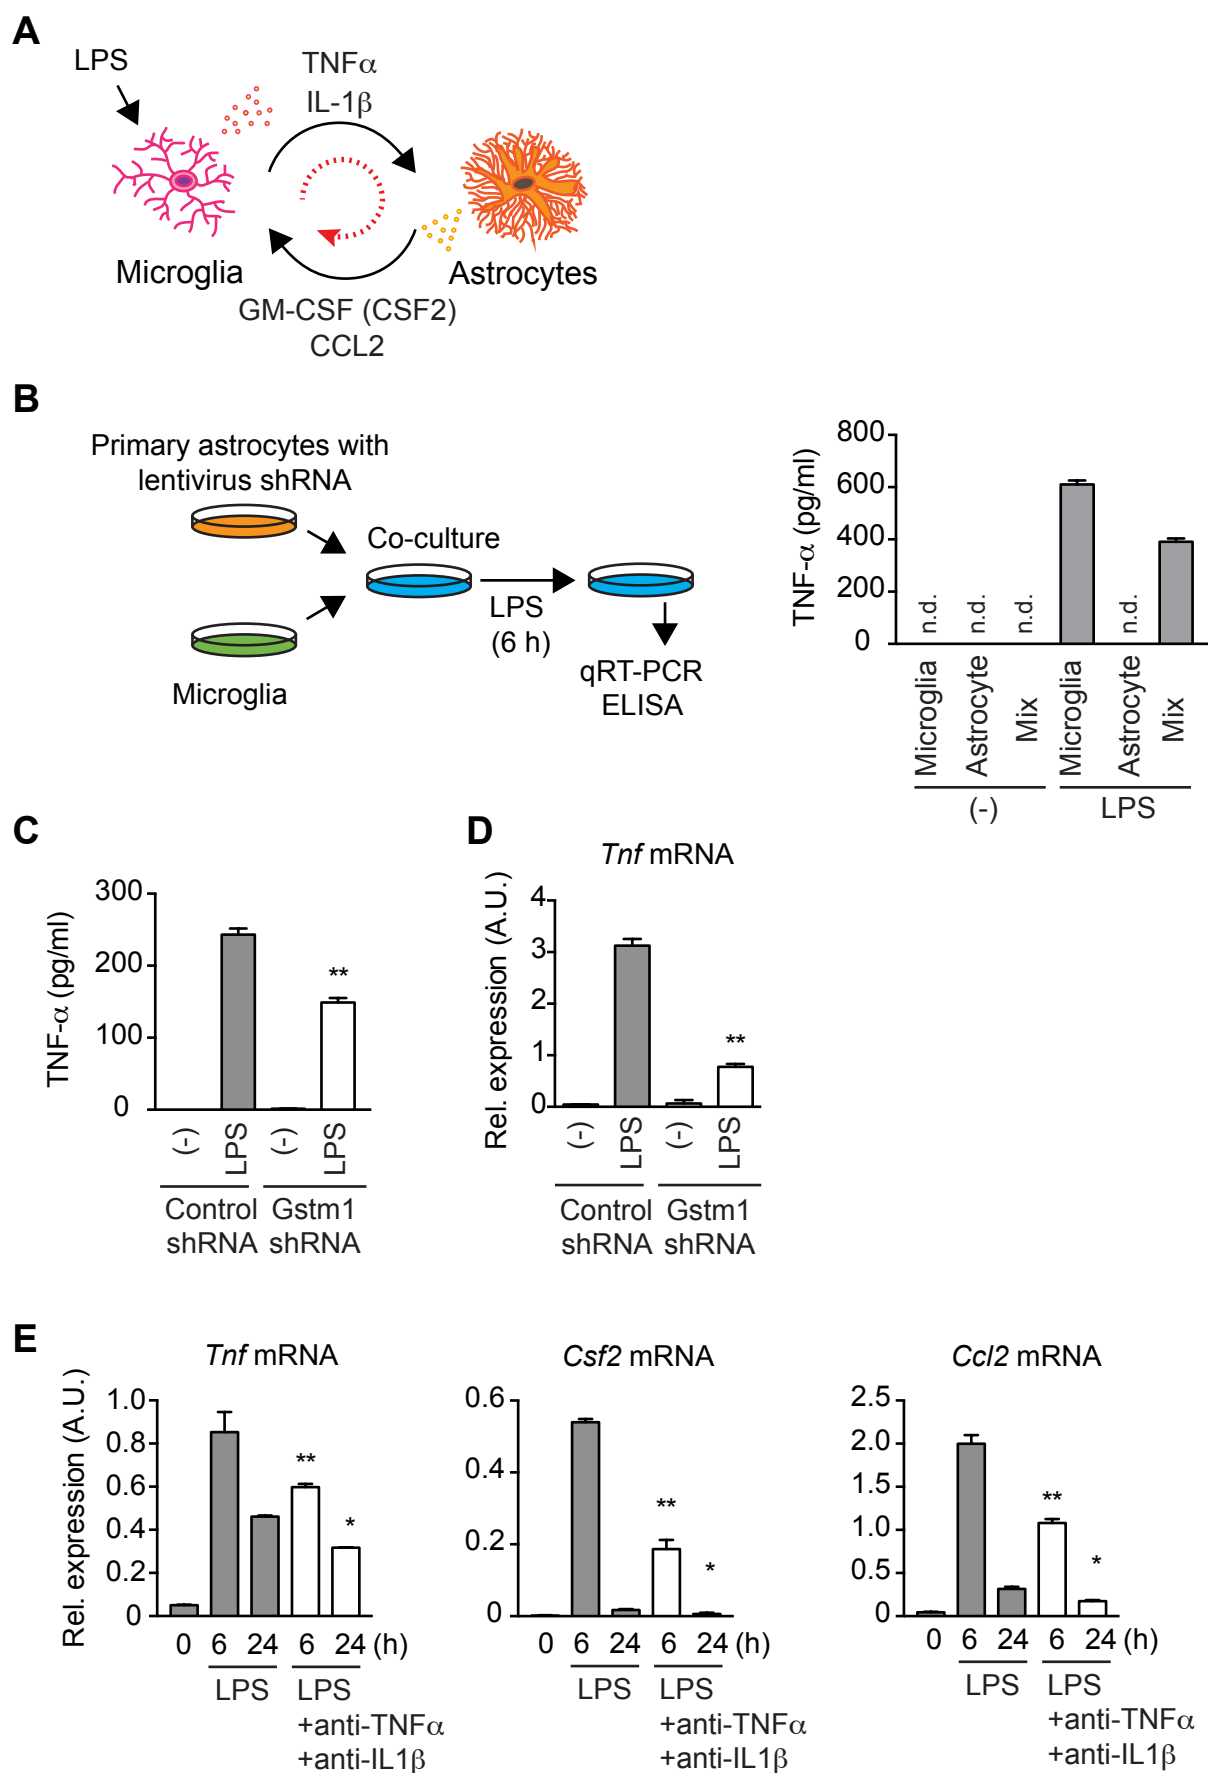 A
LPS
TNFα
IL-1β
Microglia
Astrocytes
GM-CSF (CSF2)
CCL2
B
Primary astrocytes with
lentivirus shRNA
Co-culture
LPS
(6 h)
Microglia
qRT-PCR
ELISA
TNF-α (pg/ml)
800
600
400
200
0
n.d.
n.d.
n.d.
n.d.
Microglia
Astrocyte
Mix
Microglia
Astrocyte
Mix
(-)
LPS
C
TNF-α (pg/ml)
300
200
100
0
**
(-)
LPS
(-)
LPS
Control
shRNA
Gstm1
shRNA
D
Tnf mRNA
Rel. expression (A.U.)
4
3
2
1
0
**
(-)
LPS
(-)
LPS
Control
shRNA
Gstm1
shRNA
E
Rel. expression (A.U.)
Tnf mRNA
1.0
0.8
0.6
0.4
0.2
0
**
*
0 6 24 6 24 (h)
LPS
LPS
+anti-TNFα
+anti-IL1β
Csf2 mRNA
0.6
0.4
0.2
0
**
*
0 6 24 6 24 (h)
LPS
LPS
+anti-TNFα
+anti-IL1β
Ccl2 mRNA
2.5
2.0
1.5
1.0
0.5
0
**
*
0 6 24 6 24 (h)
LPS
LPS
+anti-TNFα
+anti-IL1β